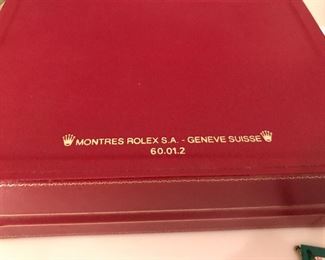 MONTRES ROLEX S.A. - GENEVE SUISSE
60.01.2